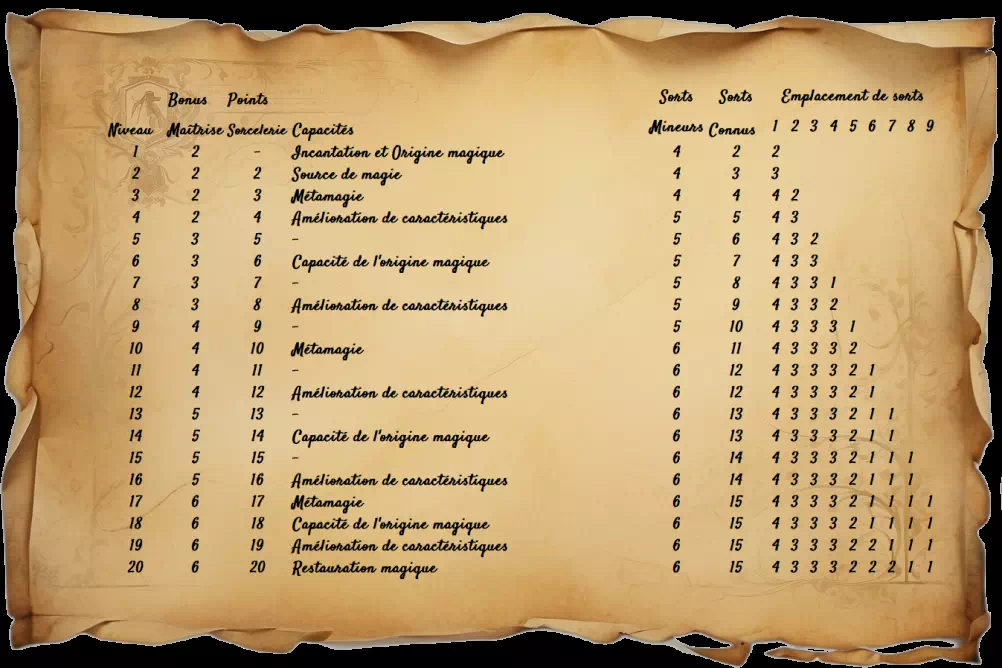 Bonus Points Sorts Sorts Emplacement de sorts
Niveau Maîtrise Sorcelerie Capacités Mineurs Connus 1 2 3 4 5 6 7 8 9
1 2 - Incantation et Origine magique 4 2 2
2 2 2 Source de magie 4 3 3
3 2 3 Métamagie 4 4 4 2
4 2 4 Amélioration de caractéristiques 5 5 4 3
5 3 5 - 5 6 4 3 2
6 3 6 Capacité de l'origine magique 5 7 4 3 3
7 3 7 - 5 8 4 3 3 1
8 3 8 Amélioration de caractéristiques 5 9 4 3 3 2
9 4 9 - 5 10 4 3 3 3 1
10 4 10 Métamagie 6 11 4 3 3 3 2
11 4 11 - 6 12 4 3 3 3 2 1
12 4 12 Amélioration de caractéristiques 6 12 4 3 3 3 2 1
13 5 13 - 6 13 4 3 3 3 2 1 1
14 5 14 Capacité de l'origine magique 6 13 4 3 3 3 2 1 1
15 5 15 - 6 14 4 3 3 3 2 1 1 1
16 5 16 Amélioration de caractéristiques 6 14 4 3 3 3 2 1 1 1
17 6 17 Métamagie 6 15 4 3 3 3 2 1 1 1 1
18 6 18 Capacité de l'origine magique 6 15 4 3 3 3 2 1 1 1 1
19 6 19 Amélioration de caractéristiques 6 15 4 3 3 3 2 2 1 1 1
20 6 20 Restauration magique 6 15 4 3 3 3 2 2 2 1 1